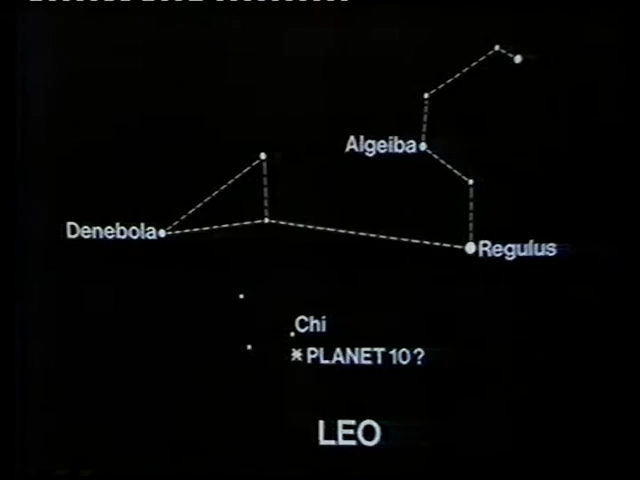 Algeiba
Denebola
Regulus
Chi
* PLANET 10?
LEO